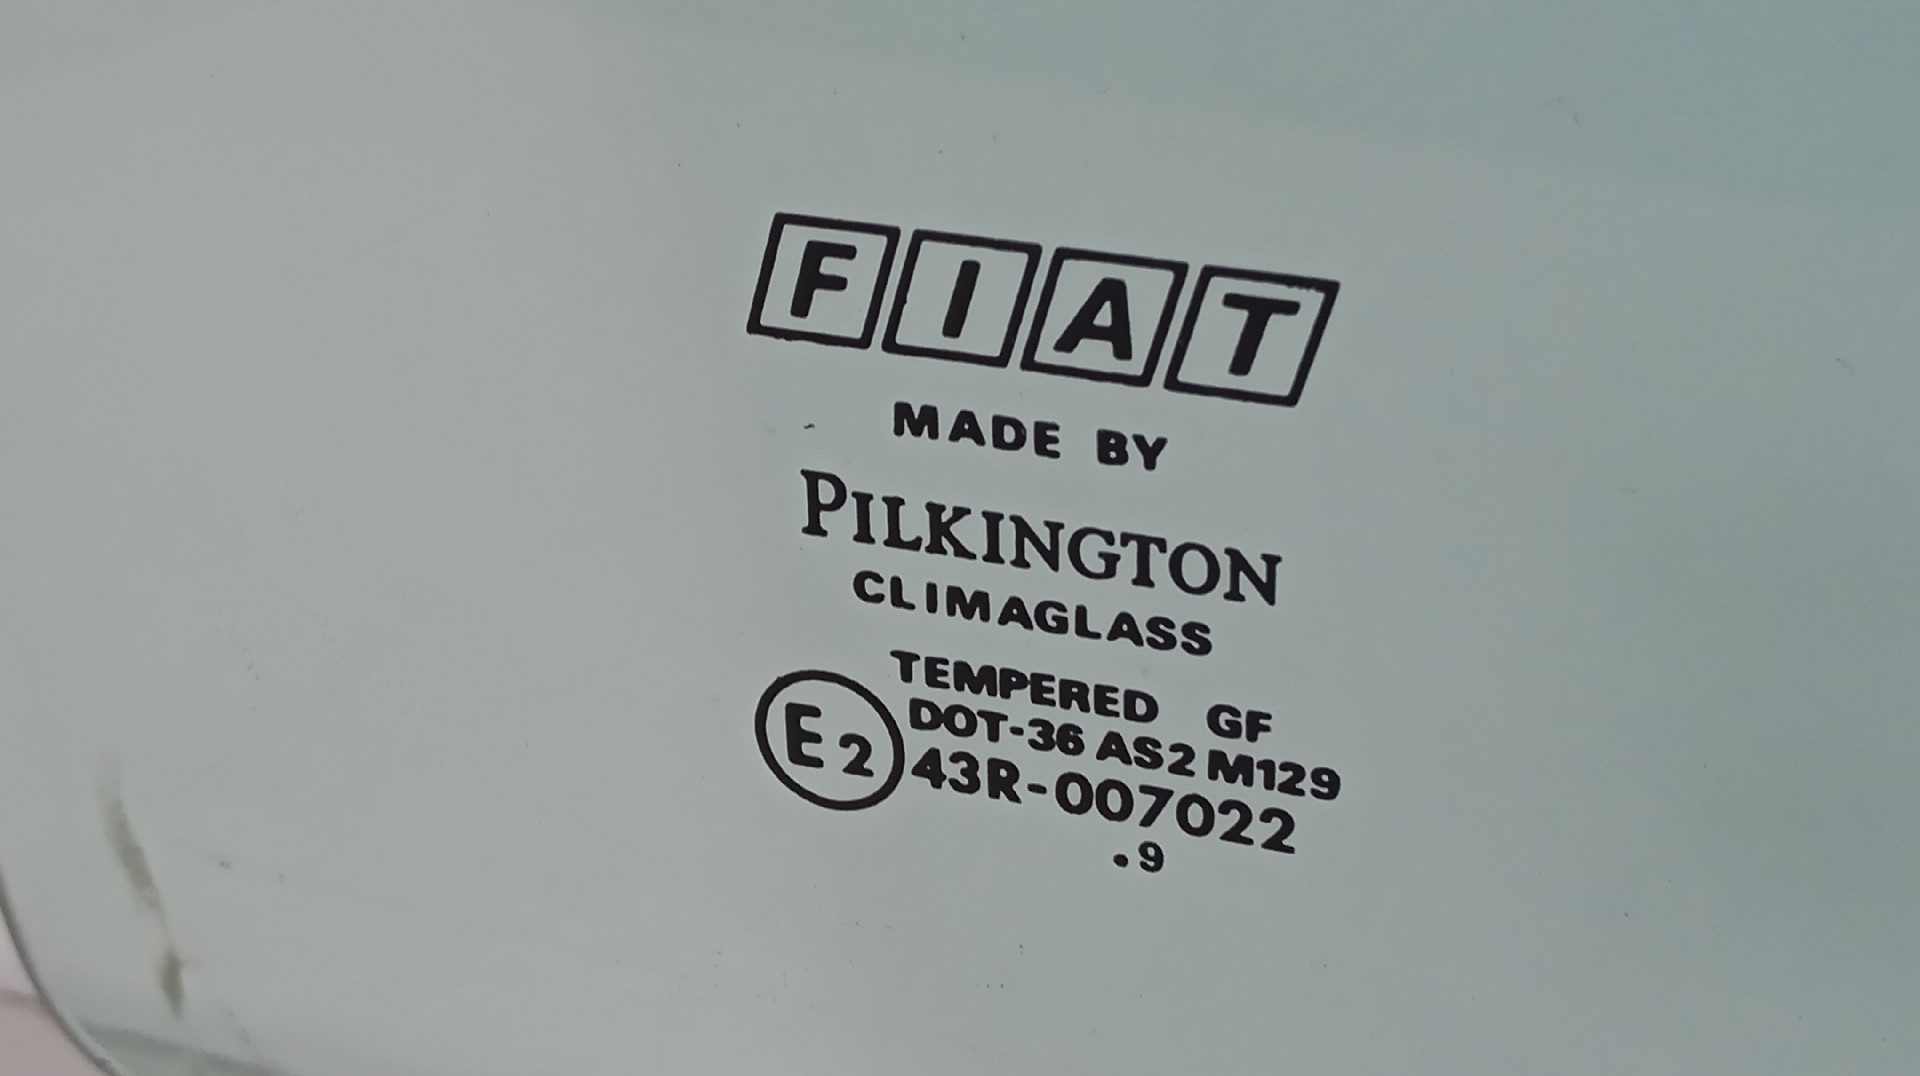 FIAT
MADE BY
PILKINGTON
CLIMAGLASS
TEMPERED GF
DOT-36 AS2 M129
E2 43R-007022
.9